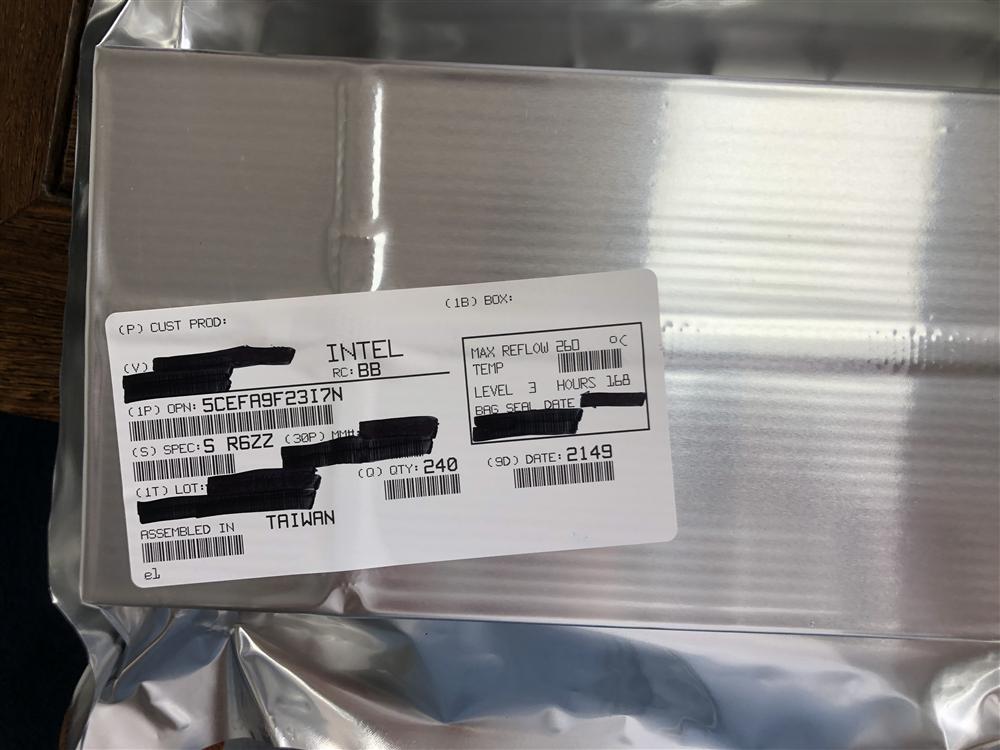 (P) CUST PROD:
(1B) BOX:
(V)
INTEL
RC: BB
MAX REFLOW 260 °C
TEMP
LEVEL 3 HOURS 168
BAG SEAL DATE
(1P) OPN: 5CEFA9F23I7N
(S) SPEC: S R6ZZ (30P) MM#:
(1T) LOT:
(Q) QTY: 240
(9D) DATE: 2149
ASSEMBLED IN TAIWAN
e1